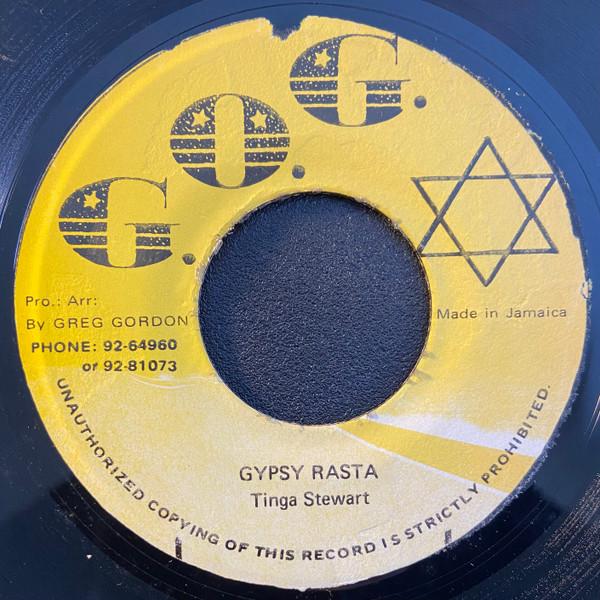 G.O.G.
Pro.: Arr:
By GREG GORDON
PHONE: 92-64960
or 92-81073
Made in Jamaica
GYPSY RASTA
Tinga Stewart
UNAUTHORIZED COPYING OF THIS RECORD IS STRICTLY PROHIBITED.